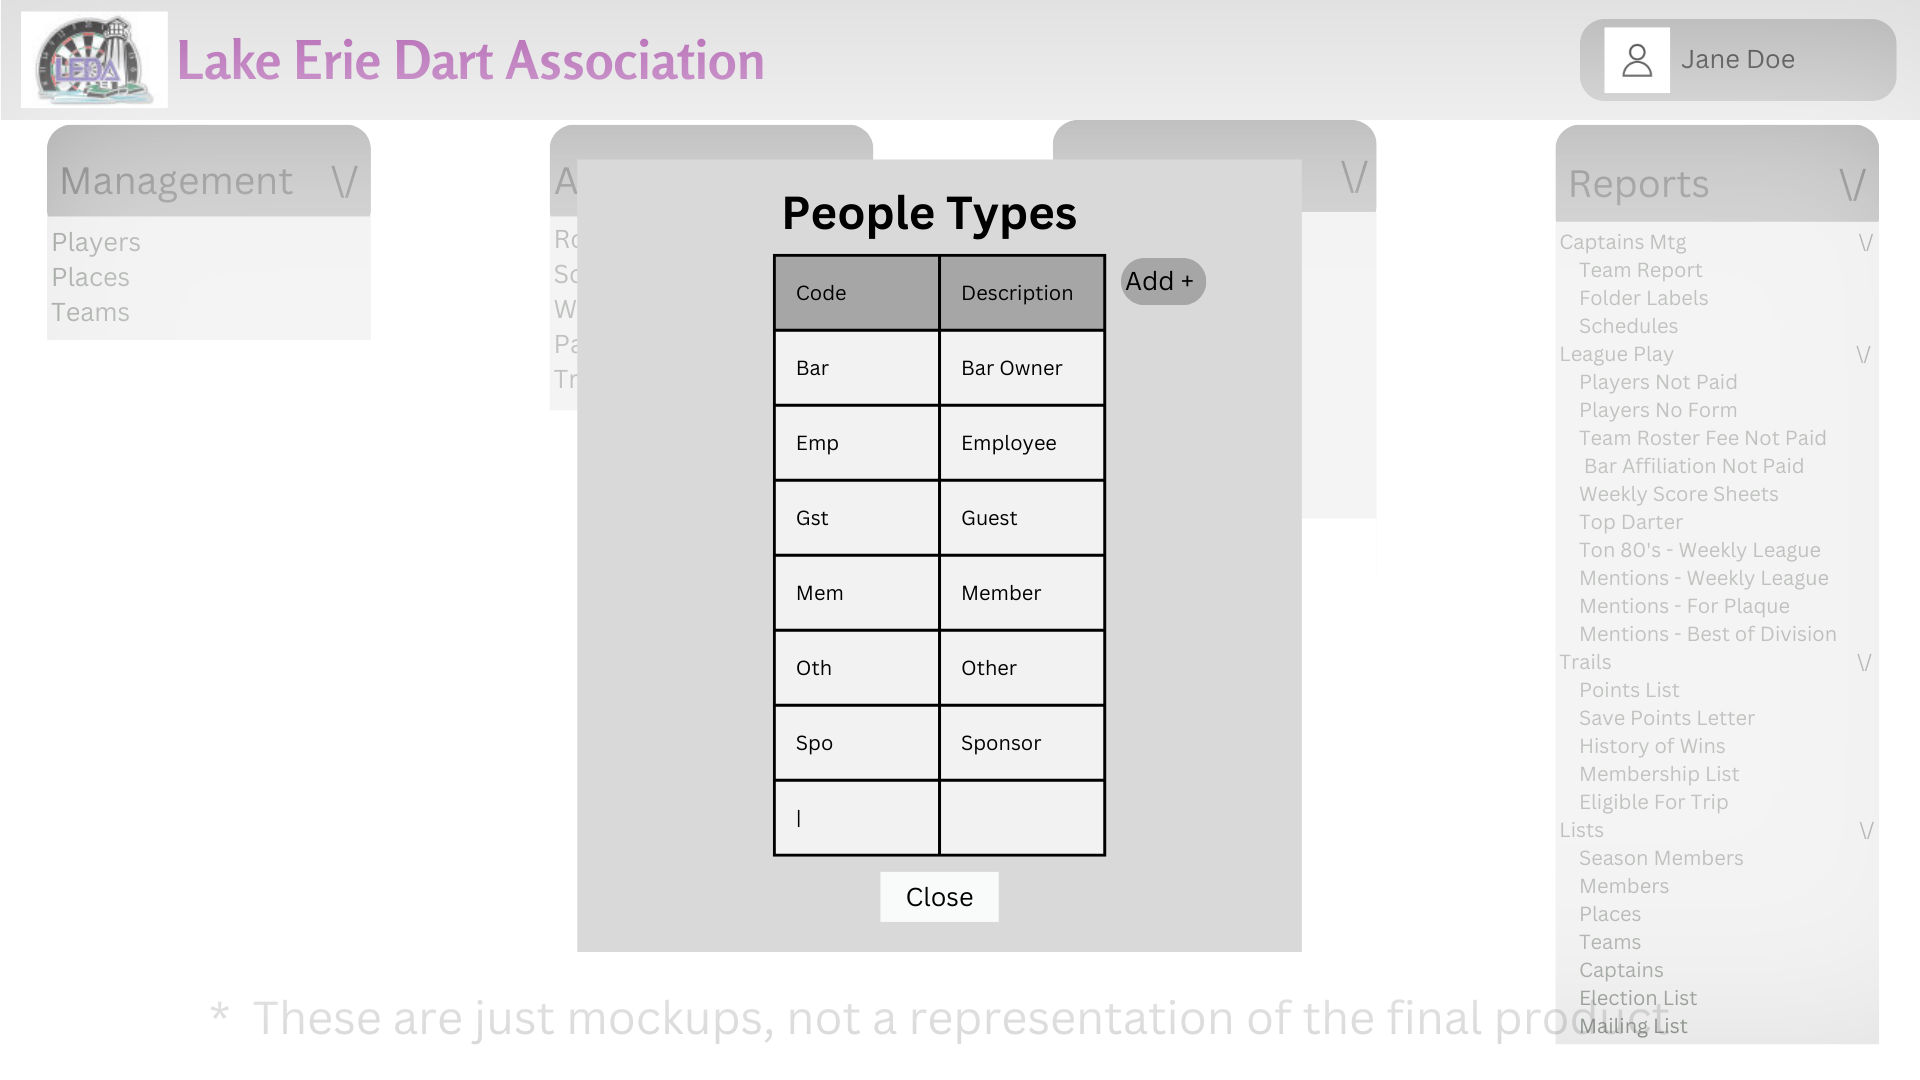 LEDA
Lake Erie Dart Association
Jane Doe
Management \/
Players
Places
Teams
A
Ro
Sc
W
Pa
Tr
\/
People Types
Add +
Code Description
Bar Bar Owner
Emp Employee
Gst Guest
Mem Member
Oth Other
Spo Sponsor
|
Close
Reports \/
Captains Mtg \/
Team Report
Folder Labels
Schedules
League Play \/
Players Not Paid
Players No Form
Team Roster Fee Not Paid
Bar Affiliation Not Paid
Weekly Score Sheets
Top Darter
Ton 80's - Weekly League
Mentions - Weekly League
Mentions - For Plaque
Mentions - Best of Division
Trails \/
Points List
Save Points Letter
History of Wins
Membership List
Eligible For Trip
Lists \/
Season Members
Members
Places
Teams
Captains
Election List
Mailing List
* These are just mockups, not a representation of the final product